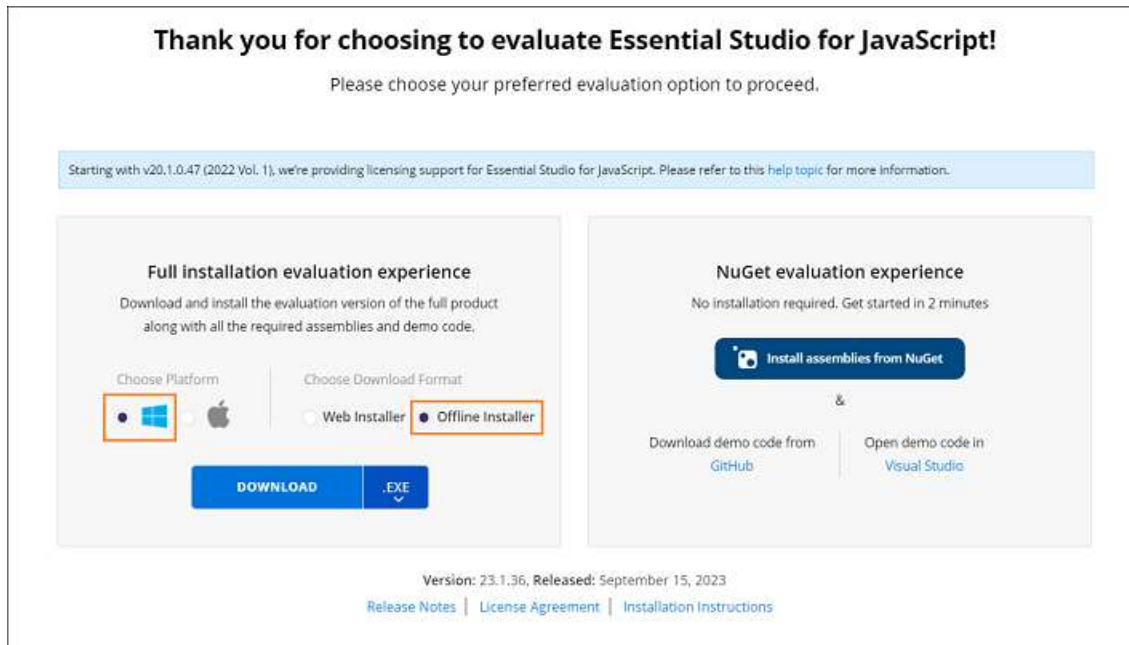 Thank you for choosing to evaluate Essential Studio for JavaScript!
Please choose your preferred evaluation option to proceed.
Starting with v20.1.0.47 (2022 Vol. 1), we're providing licensing support for Essential Studio for JavaScript. Please refer to this help topic for more information.
Full installation evaluation experience
Download and install the evaluation version of the full product
along with all the required assemblies and demo code.
Choose Platform
Choose Download Format
Web Installer
Offline Installer
DOWNLOAD
.EXE
NuGet evaluation experience
No installation required. Get started in 2 minutes
Install assemblies from NuGet
&
Download demo code from
GitHub
Open demo code in
Visual Studio
Version: 23.1.36, Released: September 15, 2023
Release Notes | License Agreement | Installation Instructions